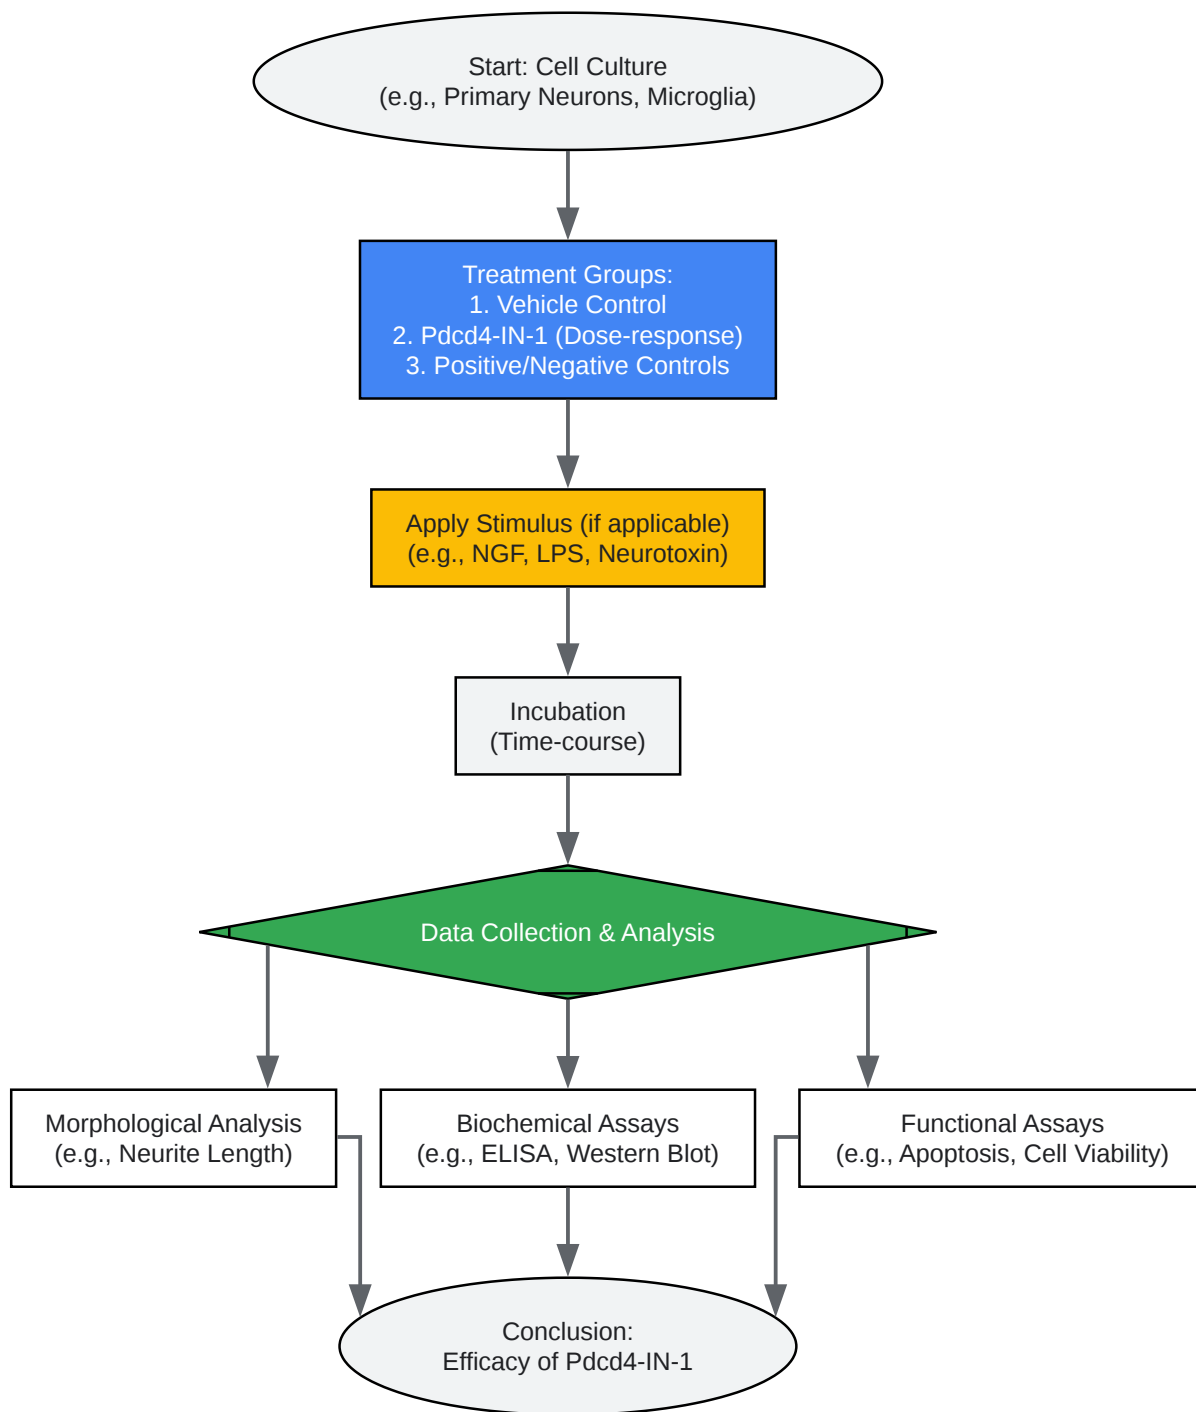 Start: Cell Culture
(e.g., Primary Neurons, Microglia)
Treatment Groups:
1. Vehicle Control
2. Pdcd4-IN-1 (Dose-response)
3. Positive/Negative Controls
Apply Stimulus (if applicable)
(e.g., NGF, LPS, Neurotoxin)
Incubation
(Time-course)
Data Collection & Analysis
Morphological Analysis
(e.g., Neurite Length)
Biochemical Assays
(e.g., ELISA, Western Blot)
Functional Assays
(e.g., Apoptosis, Cell Viability)
Conclusion:
Efficacy of Pdcd4-IN-1